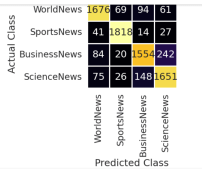 Actual Class
WorldNews 1676 69 94 61
SportsNews 41 1818 14 27
BusinessNews 84 20 1554 242
ScienceNews 75 26 148 1651
WorldNews
SportsNews
BusinessNews
ScienceNews
Predicted Class